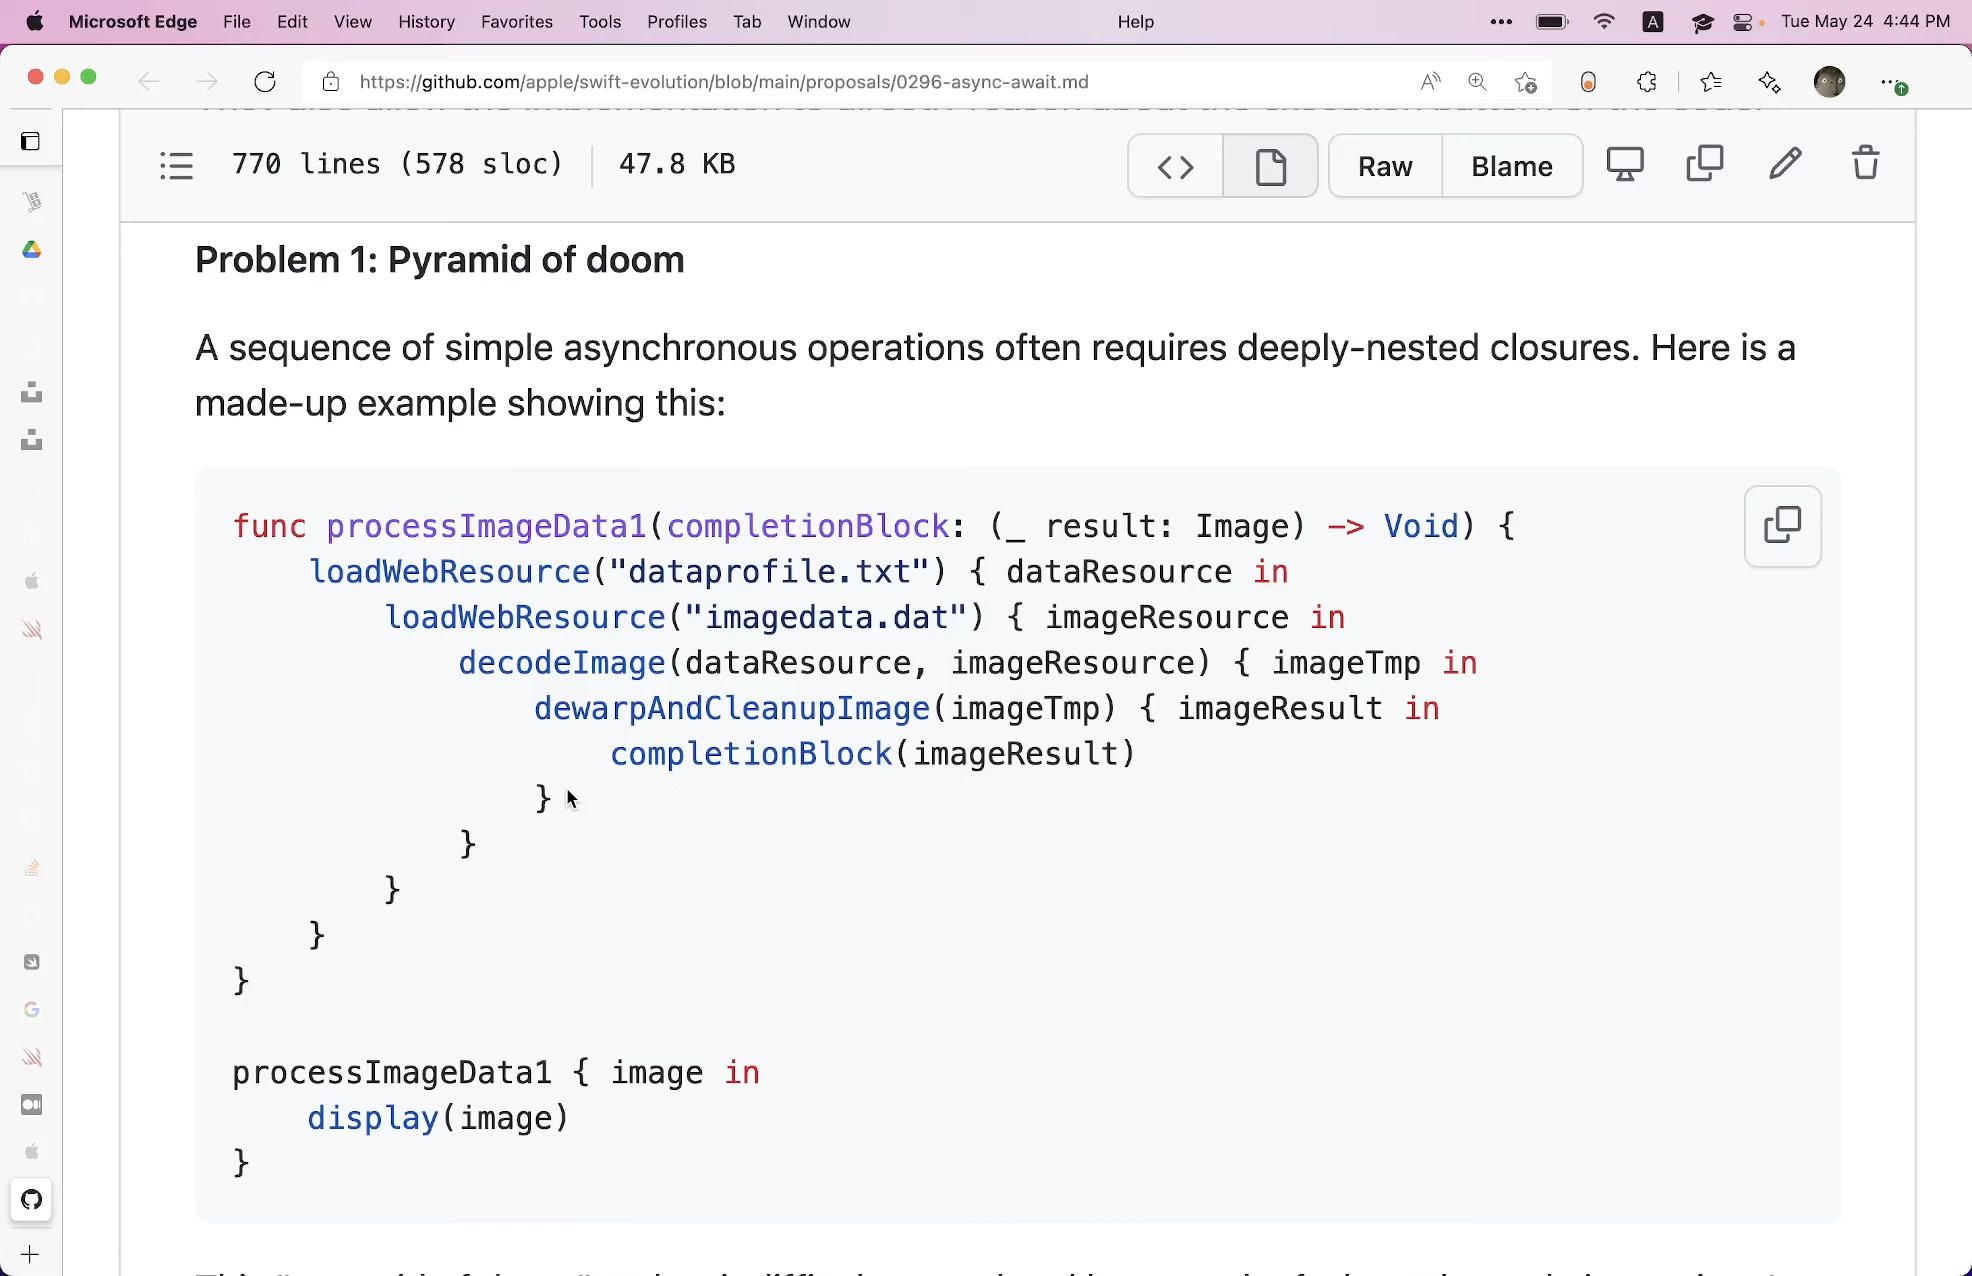 Microsoft Edge File Edit View History Favorites Tools Profiles Tab Window Help A Tue May 24 4:44 PM
https://github.com/apple/swift-evolution/blob/main/proposals/0296-async-await.md
770 lines (578 sloc) 47.8 KB Raw Blame
Problem 1: Pyramid of doom
A sequence of simple asynchronous operations often requires deeply-nested closures. Here is a
made-up example showing this:
func processImageData1(completionBlock: (_ result: Image) -> Void) {
    loadWebResource("dataprofile.txt") { dataResource in
        loadWebResource("imagedata.dat") { imageResource in
            decodeImage(dataResource, imageResource) { imageTmp in
                dewarpAndCleanupImage(imageTmp) { imageResult in
                    completionBlock(imageResult)
                }
            }
        }
    }
}
processImageData1 { image in
    display(image)
}